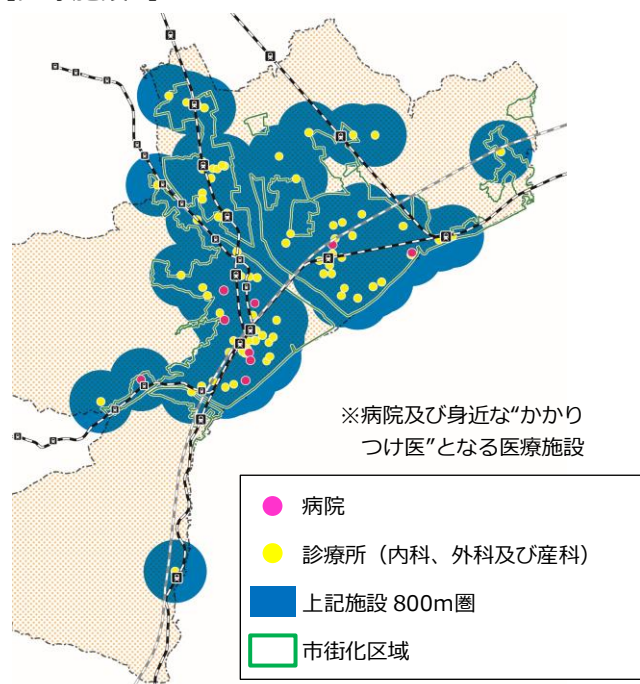 ※病院及び身近な“かかり
つけ医”となる医療施設
病院
診療所（内科、外科及び産科）
上記施設 800m圏
市街化区域